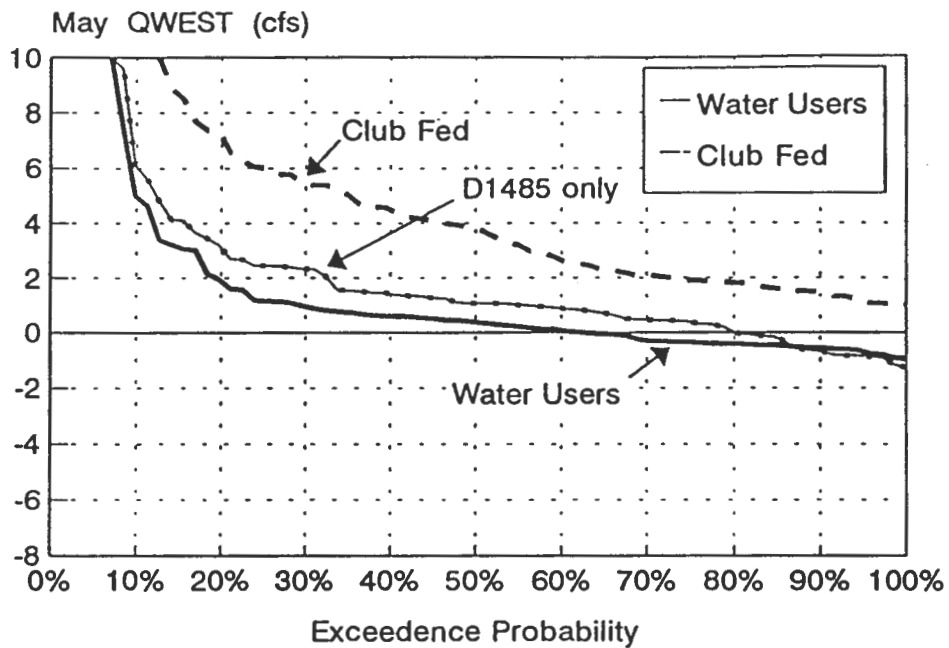 May QWEST (cfs)
10
8
6
4
2
0
-2
-4
-6
-8
Water Users
Club Fed
Club Fed
D1485 only
Water Users
0% 10% 20% 30% 40% 50% 60% 70% 80% 90% 100%
Exceedence Probability